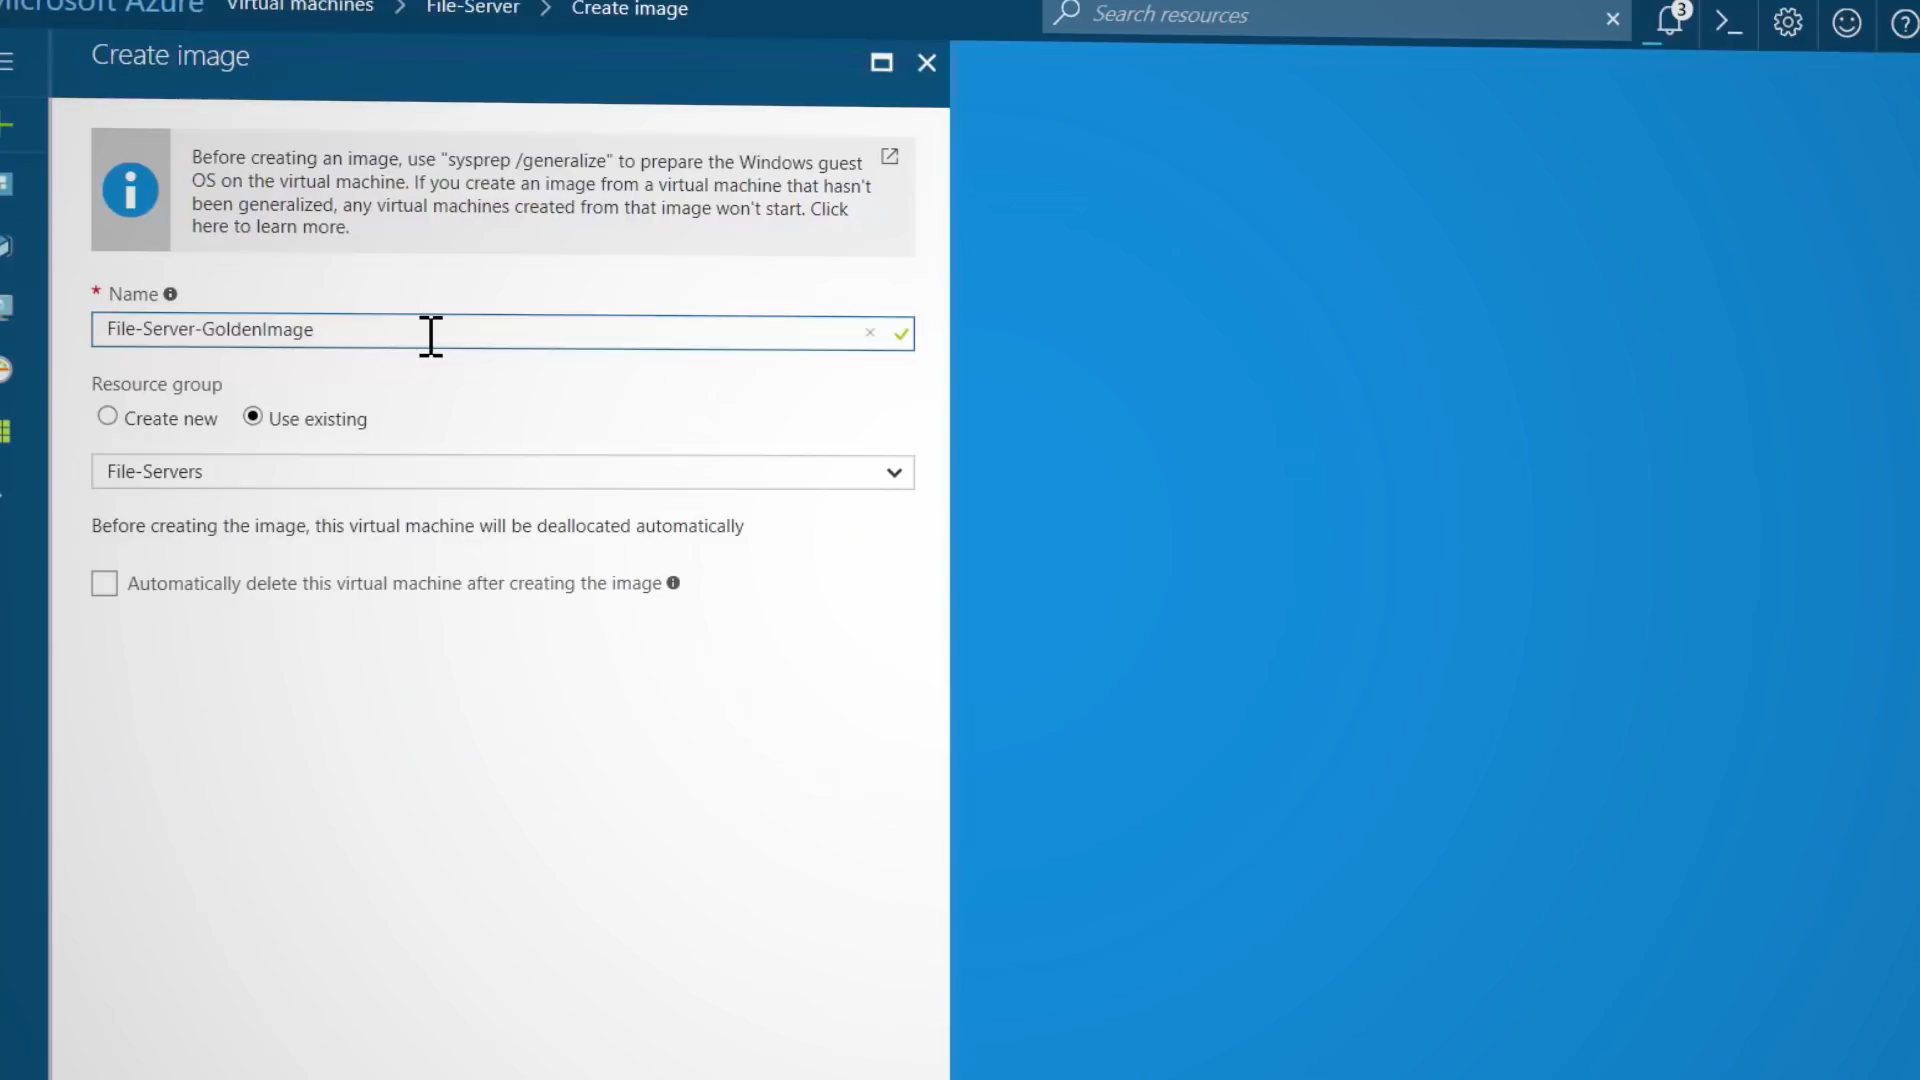 Microsoft Azure Virtual machines > File-Server > Create image
Search resources
3
Create image
Before creating an image, use "sysprep /generalize" to prepare the Windows guest
OS on the virtual machine. If you create an image from a virtual machine that hasn't
been generalized, any virtual machines created from that image won't start. Click
here to learn more.
* Name
File-Server-GoldenImage
Resource group
Create new Use existing
File-Servers
Before creating the image, this virtual machine will be deallocated automatically
Automatically delete this virtual machine after creating the image